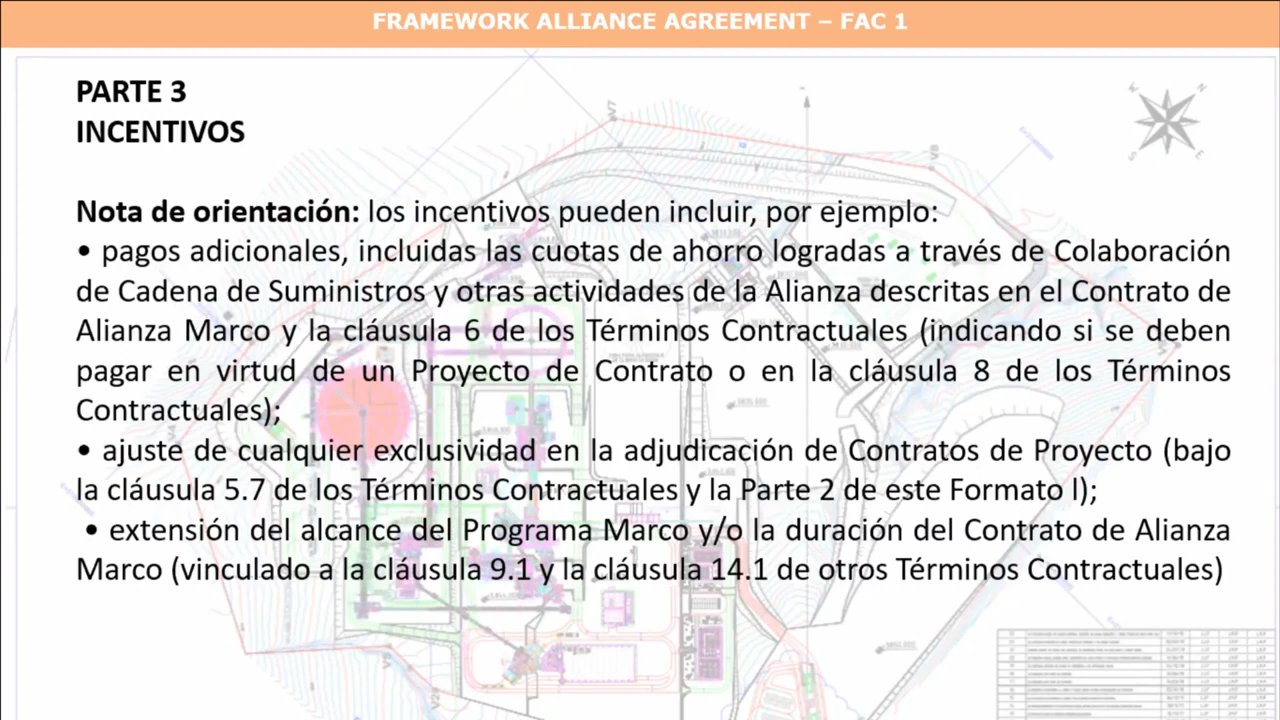 FRAMEWORK ALLIANCE AGREEMENT – FAC 1
PARTE 3
INCENTIVOS
Nota de orientación: los incentivos pueden incluir, por ejemplo:
• pagos adicionales, incluidas las cuotas de ahorro logradas a través de Colaboración
de Cadena de Suministros y otras actividades de la Alianza descritas en el Contrato de
Alianza Marco y la cláusula 6 de los Términos Contractuales (indicando si se deben
pagar en virtud de un Proyecto de Contrato o en la cláusula 8 de los Términos
Contractuales);
• ajuste de cualquier exclusividad en la adjudicación de Contratos de Proyecto (bajo
la cláusula 5.7 de los Términos Contractuales y la Parte 2 de este Formato l);
• extensión del alcance del Programa Marco y/o la duración del Contrato de Alianza
Marco (vinculado a la cláusula 9.1 y la cláusula 14.1 de otros Términos Contractuales)